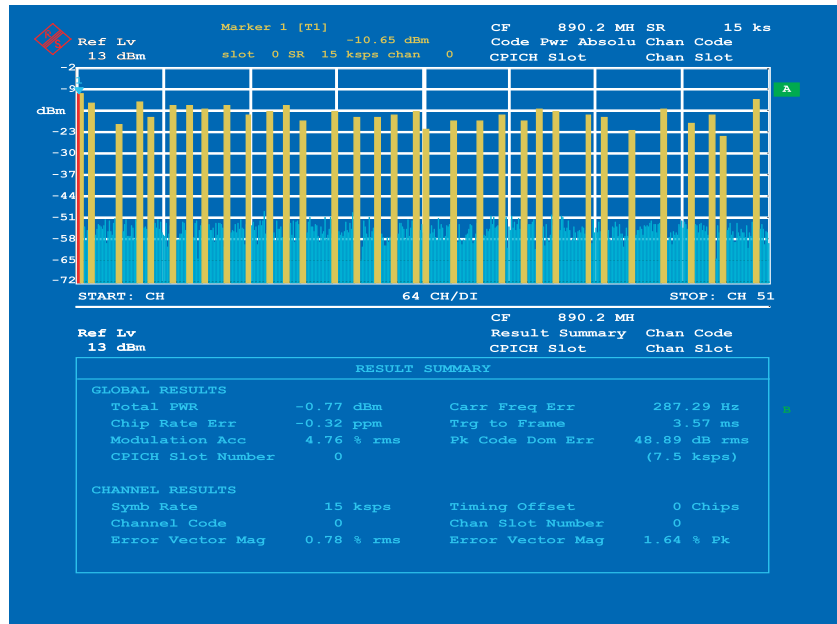 Marker 1 [T1]
Ref Lv
13 dBm
-10.65 dBm
slot 0 SR 15 ksps chan 0
CF 890.2 MH SR 15 ks
Code Pwr Absolu Chan Code
CPICH Slot Chan Slot
1
-2
-9
dBm
-23
-30
-37
-44
-51
-58
-65
-72
A
START: CH 64 CH/DI STOP: CH 51
CF 890.2 MH
Ref Lv Result Summary Chan Code
13 dBm CPICH Slot Chan Slot
RESULT SUMMARY
GLOBAL RESULTS
Total PWR -0.77 dBm Carr Freq Err 287.29 Hz
B
Chip Rate Err -0.32 ppm Trg to Frame 3.57 ms
Modulation Acc 4.76 % rms Pk Code Dom Err 48.89 dB rms
CPICH Slot Number 0 (7.5 ksps)
CHANNEL RESULTS
Symb Rate 15 ksps Timing Offset 0 Chips
Channel Code 0 Chan Slot Number 0
Error Vector Mag 0.78 % rms Error Vector Mag 1.64 % Pk